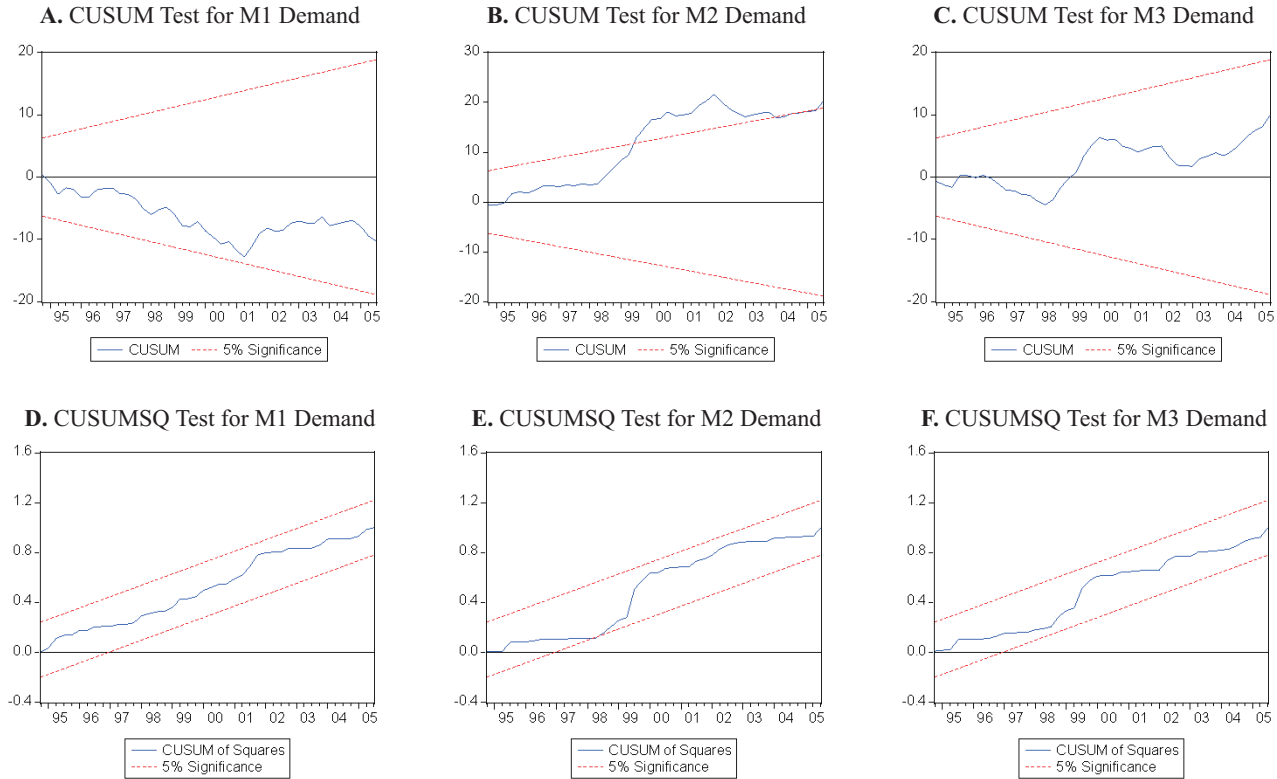 A. CUSUM Test for M1 Demand
20
10
0
-10
-20
95 96 97 98 99 00 01 02 03 04 05
CUSUM 5% Significance
B. CUSUM Test for M2 Demand
30
20
10
0
-10
-20
95 96 97 98 99 00 01 02 03 04 05
CUSUM 5% Significance
C. CUSUM Test for M3 Demand
20
10
0
-10
-20
95 96 97 98 99 00 01 02 03 04 05
CUSUM 5% Significance
D. CUSUMSQ Test for M1 Demand
1.6
1.2
0.8
0.4
0.0
-0.4
95 96 97 98 99 00 01 02 03 04 05
CUSUM of Squares
5% Significance
E. CUSUMSQ Test for M2 Demand
1.6
1.2
0.8
0.4
0.0
-0.4
95 96 97 98 99 00 01 02 03 04 05
CUSUM of Squares
5% Significance
F. CUSUMSQ Test for M3 Demand
1.6
1.2
0.8
0.4
0.0
-0.4
95 96 97 98 99 00 01 02 03 04 05
CUSUM of Squares
5% Significance